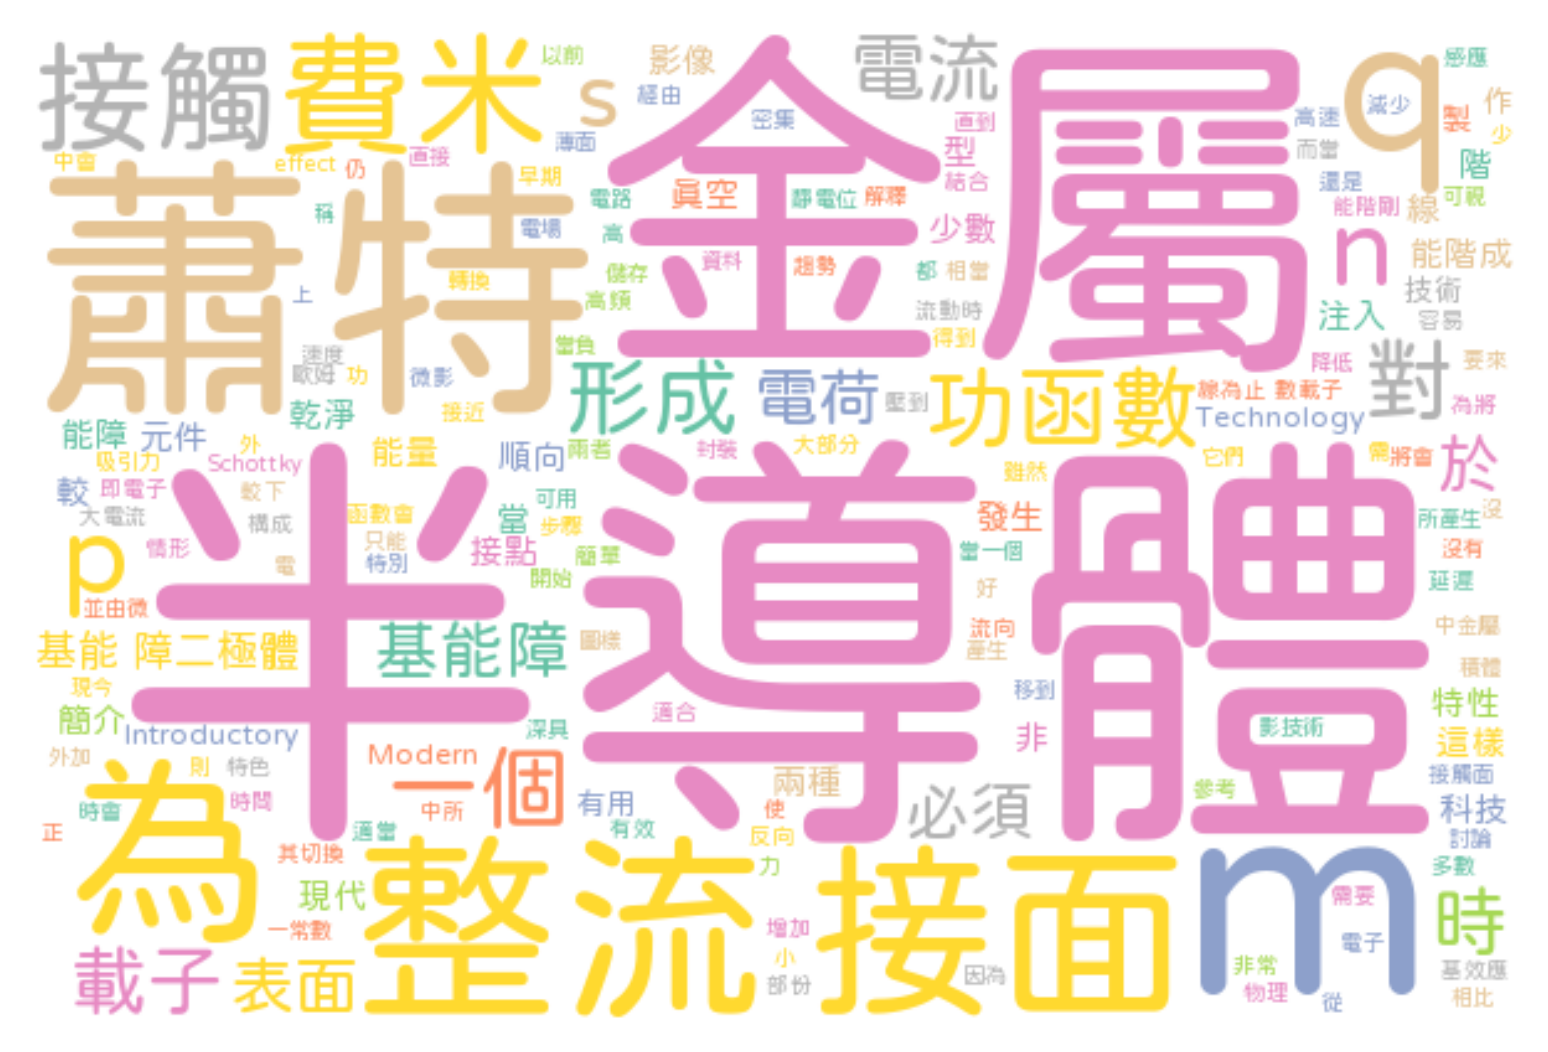 接觸
費米
以前
影像
電流
q
感應
s
經由
減少
作
密集
高速
製
少
薄面
直到
型
而當
階
中會
effect
仍
直接
金屬
結合
還是
早期
電路
真空
靜電位
解釋
能階剛
可視
線
蕭特
稱
電場
高
少數
n
能階成
資料
趨勢
都
相當
轉換
儲存
技術
上
高頻
流動時
注入
容易
速度
當負
得到
降低
要來
歐姆
功
微影
形成
電荷
壓到
功函數
線為止
數載子
對
為將
乾淨
接近
Technology
能障
元件
外
能量
順向
兩者
封裝
大部分
它們
需
將會
於
吸引力
Schottky
雖然
較
即電子
較下
可用
大電流
構成
函數會
當
步驟
發生
所產生
沒
p
情形
只能
接點
簡單
當一個
沒有
電
特別
開始
好
延遲
並由微
半導體
流向
中金屬
基能
障二極體
基能障
圖樣
產生
積體
現今
移到
特性
簡介
適合
深具
非
影技術
Introductory
這樣
外加
則
特色
Modern
一個
兩種
接觸面
時會
時間
中所
有用
使
必須
參考
科技
正
適當
有效
反向
討論
為
其切換
整流
力
接面
m
多數
現代
需要
時
一常數
增加
電子
載子
表面
小
部份
因為
非常
物理
從
基效應
相比